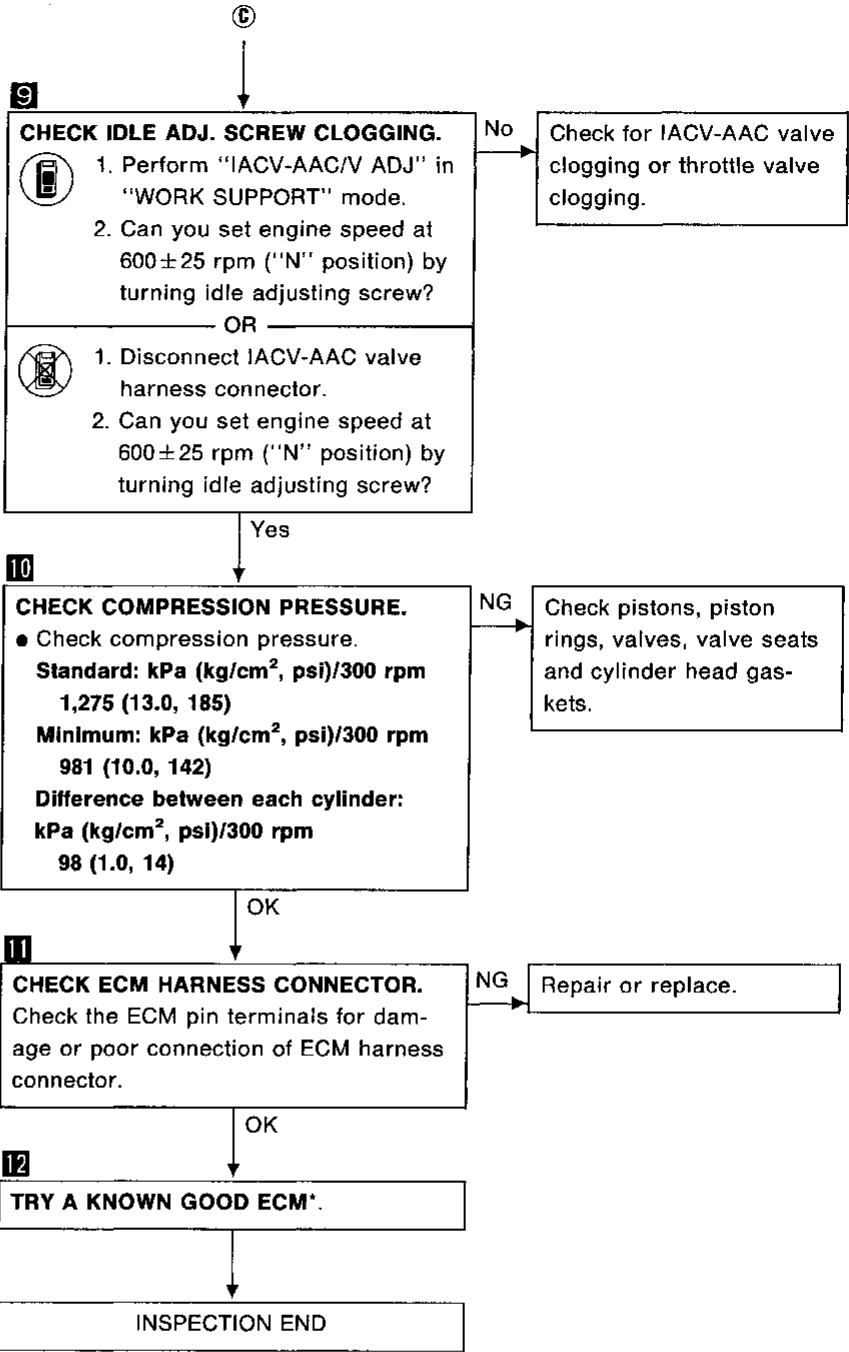 Ⓒ
9
CHECK IDLE ADJ. SCREW CLOGGING.
1. Perform "IACV-AAC/V ADJ" in
"WORK SUPPORT" mode.
2. Can you set engine speed at
600±25 rpm ("N" position) by
turning idle adjusting screw?
OR
1. Disconnect IACV-AAC valve
harness connector.
2. Can you set engine speed at
600±25 rpm ("N" position) by
turning idle adjusting screw?
No
Check for IACV-AAC valve
clogging or throttle valve
clogging.
Yes
10
CHECK COMPRESSION PRESSURE.
● Check compression pressure.
Standard: kPa (kg/cm², psi)/300 rpm
1,275 (13.0, 185)
Minimum: kPa (kg/cm², psi)/300 rpm
981 (10.0, 142)
Difference between each cylinder:
kPa (kg/cm², psi)/300 rpm
98 (1.0, 14)
NG
Check pistons, piston
rings, valves, valve seats
and cylinder head gas-
kets.
OK
11
CHECK ECM HARNESS CONNECTOR.
Check the ECM pin terminals for dam-
age or poor connection of ECM harness
connector.
NG
Repair or replace.
OK
12
TRY A KNOWN GOOD ECM*.
INSPECTION END